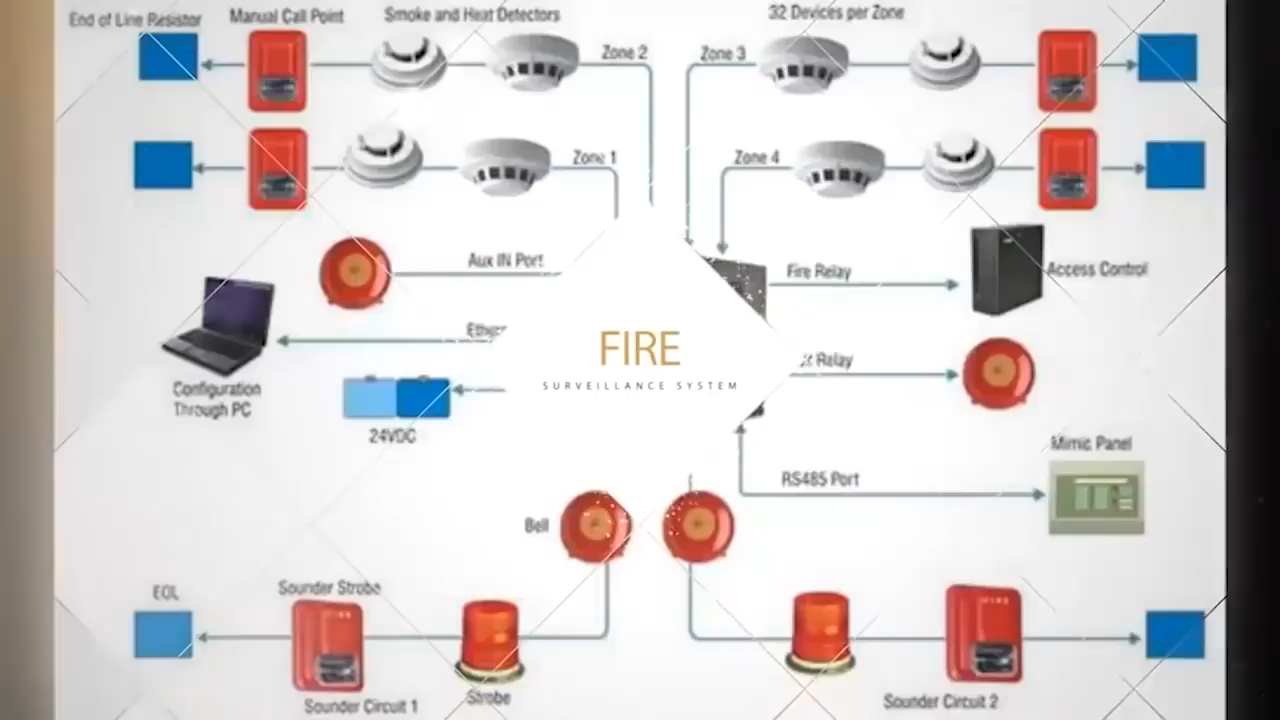 End of Line Resistor
Manual Call Point
Smoke and Heat Detectors
32 Devices per Zone
Zone 2
Zone 3
Zone 1
Zone 4
Aux IN Port
Fire Relay
Access Control
Relay
FIRE
SURVEILLANCE SYSTEM
Configuration
Through PC
24VDC
Mimic Panel
RS485 Port
Bell
EOL
Sounder Strobe
Strobe
Sounder Circuit 1
Sounder Circuit 2